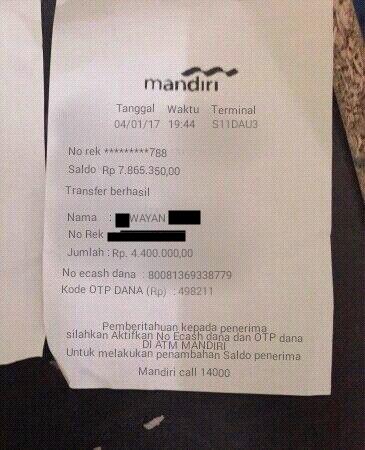 mandiri
Tanggal Waktu Terminal
04/01/17 19:44 S11DAU3
No rek *********788
Saldo Rp 7.865.350,00
Transfer berhasil
Nama : WAYAN
No Rek
Jumlah : Rp. 4.400.000,00
No ecash dana : 80081369338779
Kode OTP DANA (Rp) : 498211
Pemberitahuan kepada penerima
silahkan Aktifkan No Ecash dana dan OTP dana
DI ATM MANDIRI
Untuk melakukan penambahan Saldo penerima
Mandiri call 14000